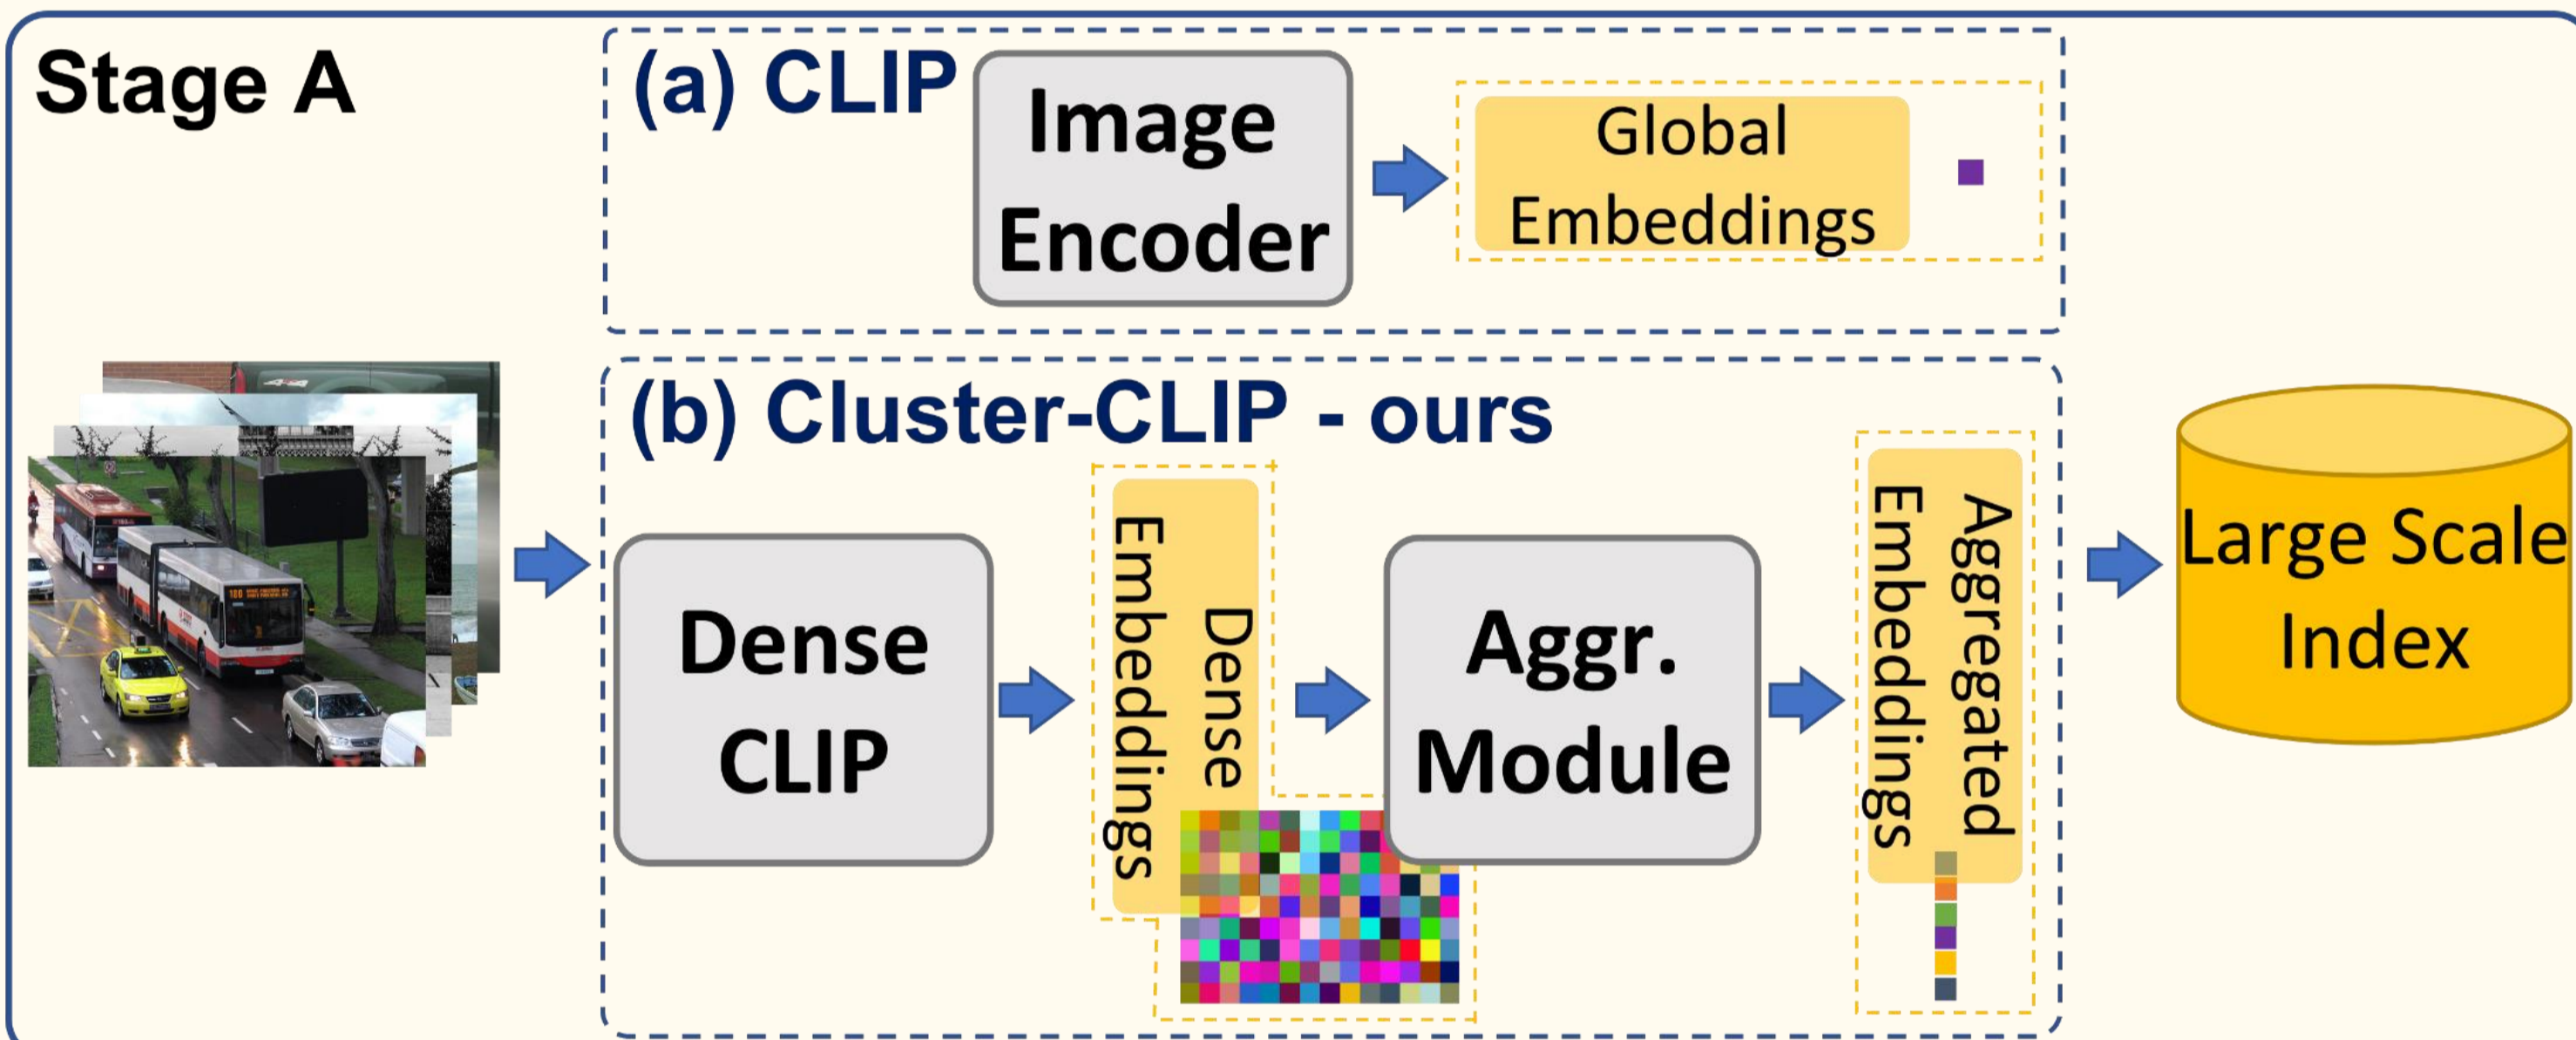 Stage A
(a) CLIP
Image
Encoder
Global
Embeddings
(b) Cluster-CLIP - ours
Dense
CLIP
Dense
Embeddings
Aggr.
Module
Aggregated
Embeddings
Large Scale
Index